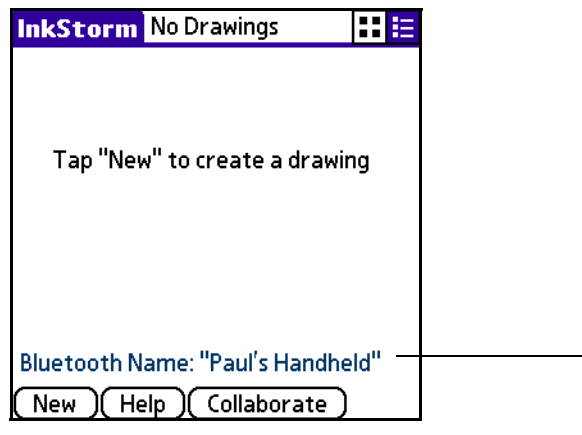 InkStorm No Drawings
Tap "New" to create a drawing
Bluetooth Name: "Paul's Handheld"
New Help Collaborate